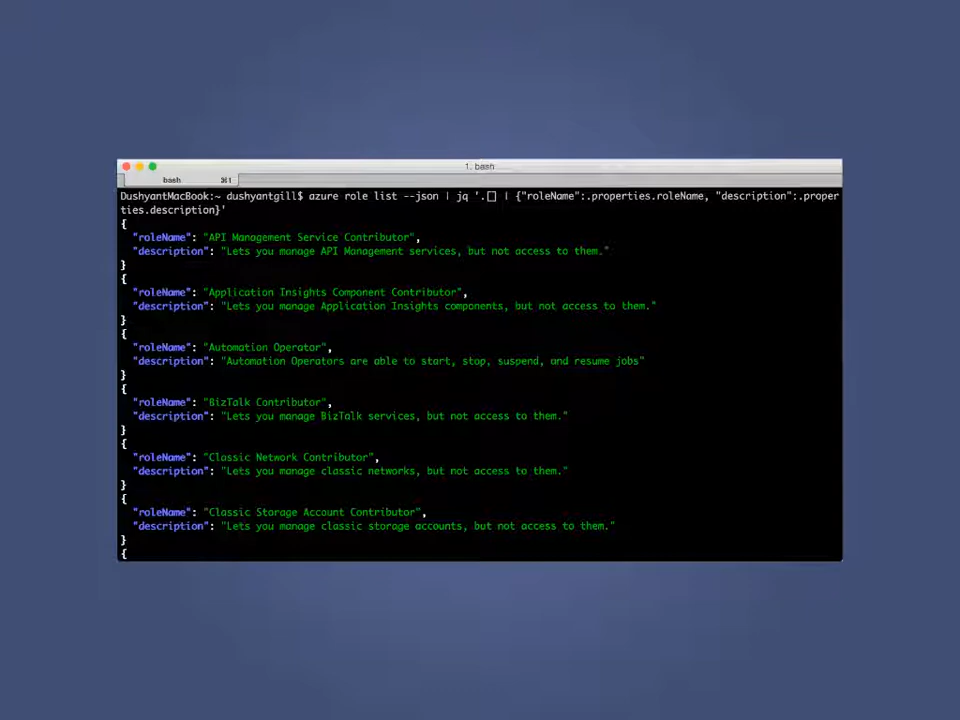 1. bash
bash ⌘1
DushyantMacBook:~ dushyantgill$ azure role list --json | jq '.[] | {"roleName":.properties.roleName, "description":.proper
ties.description}'
{
"roleName": "API Management Service Contributor",
"description": "Lets you manage API Management services, but not access to them."
}
{
"roleName": "Application Insights Component Contributor",
"description": "Lets you manage Application Insights components, but not access to them."
}
{
"roleName": "Automation Operator",
"description": "Automation Operators are able to start, stop, suspend, and resume jobs"
}
{
"roleName": "BizTalk Contributor",
"description": "Lets you manage BizTalk services, but not access to them."
}
{
"roleName": "Classic Network Contributor",
"description": "Lets you manage classic networks, but not access to them."
}
{
"roleName": "Classic Storage Account Contributor",
"description": "Lets you manage classic storage accounts, but not access to them."
}
{